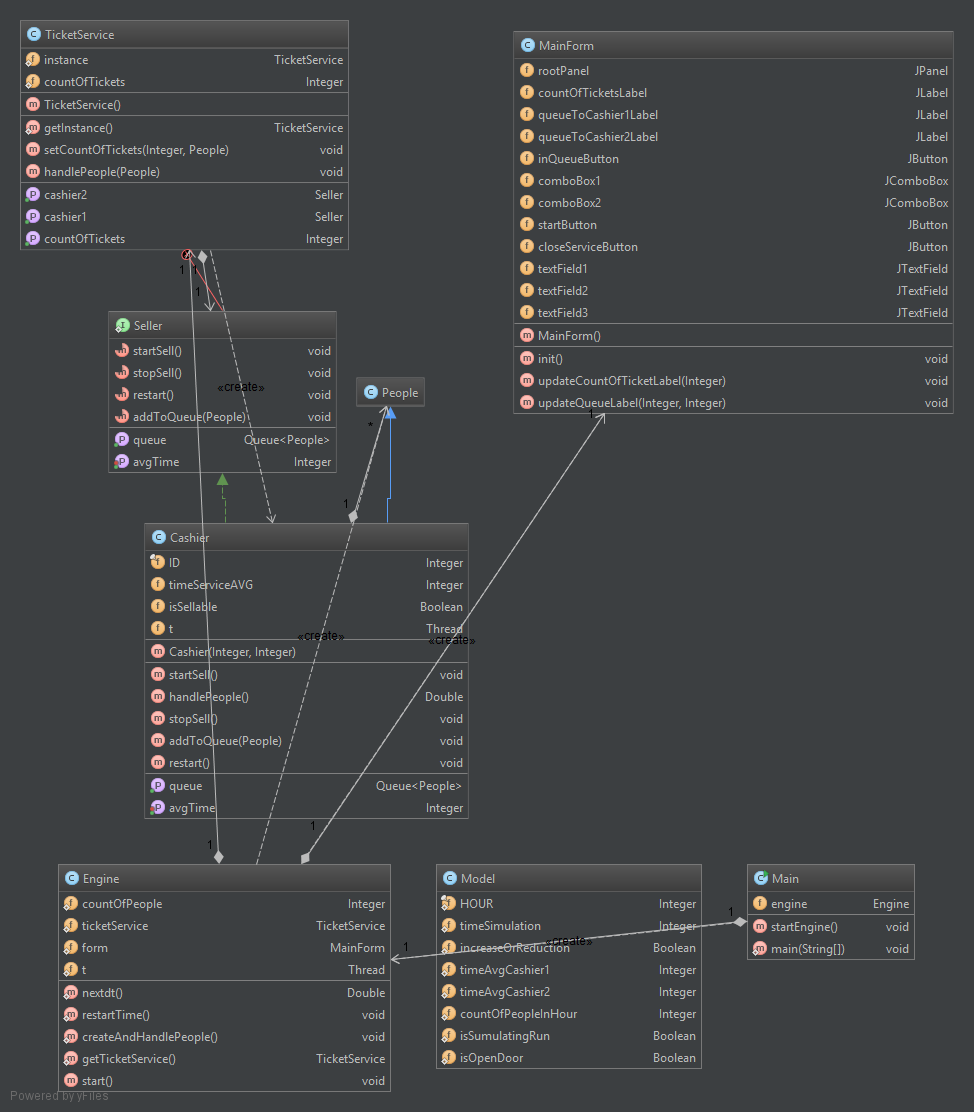 TicketService
instance TicketService
countOfTickets Integer
TicketService()
getInstance() TicketService
setCountOfTickets(Integer, People) void
handlePeople(People) void
cashier2 Seller
cashier1 Seller
countOfTickets Integer
MainForm
rootPanel JPanel
countOfTicketsLabel JLabel
queueToCashier1Label JLabel
queueToCashier2Label JLabel
inQueueButton JButton
comboBox1 JComboBox
comboBox2 JComboBox
startButton JButton
closeServiceButton JButton
textField1 JTextField
textField2 JTextField
textField3 JTextField
MainForm()
init() void
updateCountOfTicketLabel(Integer) void
updateQueueLabel(Integer, Integer) void
1
1
1
1
Seller
startSell() void
stopSell() void
restart() void
addToQueue(People) void
queue Queue<People>
avgTime Integer
«create»
People
*
1
Cashier
ID Integer
timeServiceAVG Integer
isSellable Boolean
t Thread
Cashier(Integer, Integer)
startSell() void
handlePeople() Double
stopSell() void
addToQueue(People) void
restart() void
queue Queue<People>
avgTime Integer
«create»
«create»
1
1
Engine
countOfPeople Integer
ticketService TicketService
form MainForm
t Thread
nextdt() Double
restartTime() void
createAndHandlePeople() void
getTicketService() TicketService
start() void
Model
HOUR Integer
timeSimulation Integer
increaseOrReduction Boolean
timeAvgCashier1 Integer
timeAvgCashier2 Integer
countOfPeopleInHour Integer
isSumulatingRun Boolean
isOpenDoor Boolean
1
«create»
1
Main
engine Engine
startEngine() void
main(String[]) void
Powered by yFiles